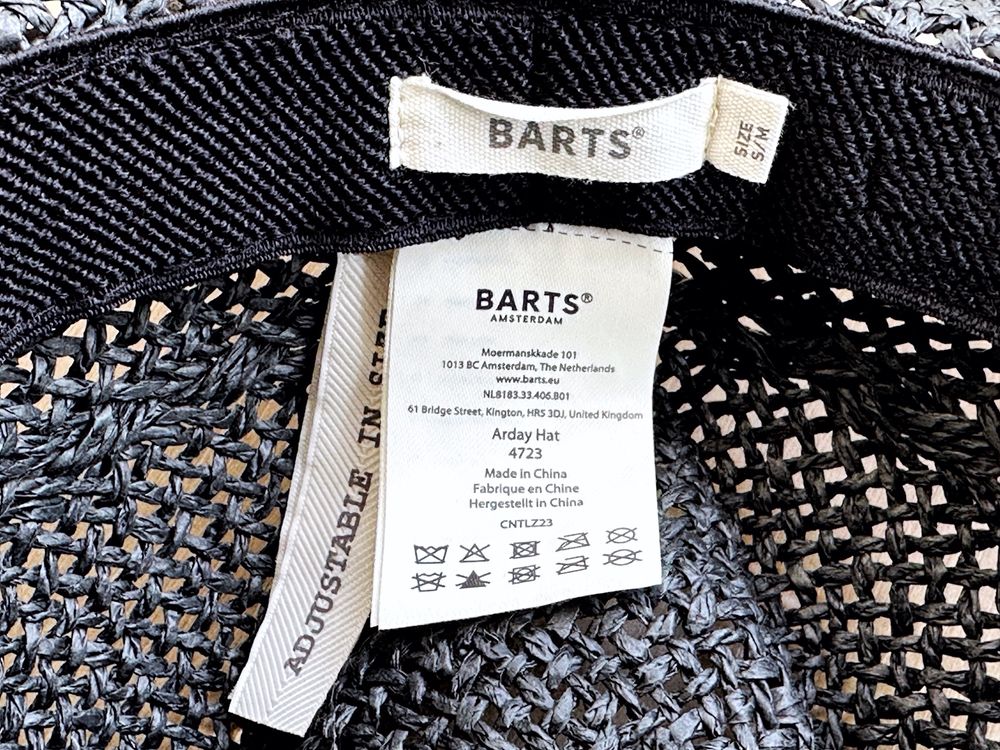 BARTS®
SIZE
S/M
BARTS®
AMSTERDAM
Moermanskkade 101
1013 BC Amsterdam, The Netherlands
www.barts.eu
NL8183.33.406.B01
61 Bridge Street, Kington, HR5 3DJ, United Kingdom
Arday Hat
4723
Made in China
Fabrique en Chine
Hergestellt in China
CNTLZ23
ADJUSTABLE IN SIZE